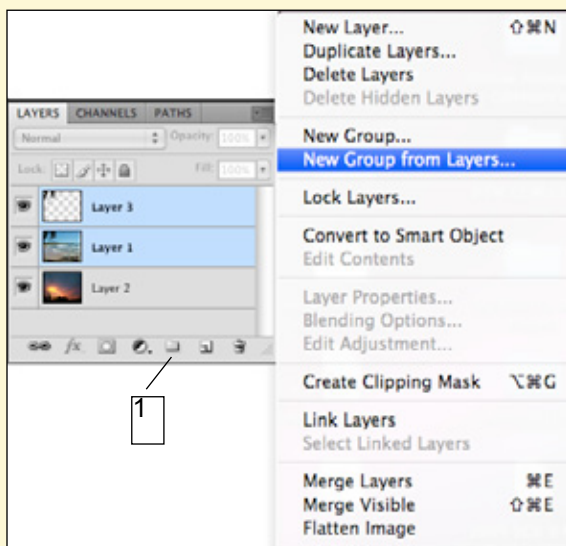 LAYERS CHANNELS PATHS
Normal Opacity: 100%
Lock: Fill: 100%
Layer 3
Layer 1
Layer 2
fx
1
New Layer... ⇧⌘N
Duplicate Layers...
Delete Layers
Delete Hidden Layers
New Group...
New Group from Layers...
Lock Layers...
Convert to Smart Object
Edit Contents
Layer Properties...
Blending Options...
Edit Adjustment...
Create Clipping Mask ⌥⌘G
Link Layers
Select Linked Layers
Merge Layers ⌘E
Merge Visible ⇧⌘E
Flatten Image